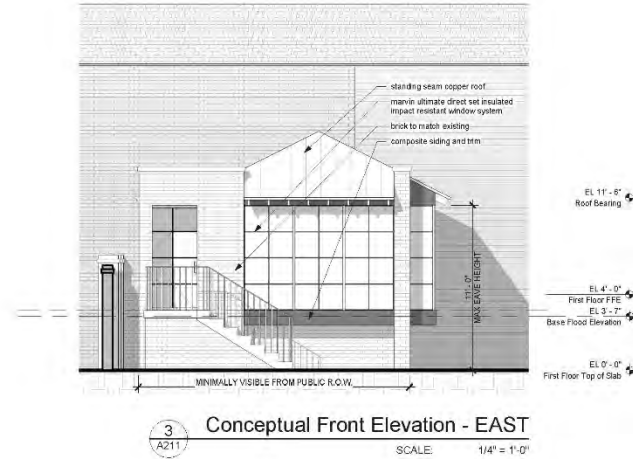 standing seam copper roof
marvin ultimate direct set insulated
impact resistant window system
brick to match existing
composite siding and trim
EL 11' - 6"
Roof Bearing
11' - 0"
MAX EAVE HEIGHT
EL 4' - 0"
First Floor FFE
EL 3' - 7"
Base Flood Elevation
EL 0' - 0"
First Floor Top of Slab
MINIMALLY VISIBLE FROM PUBLIC R.O.W.
3
A211
Conceptual Front Elevation - EAST
SCALE: 1/4" = 1'-0"